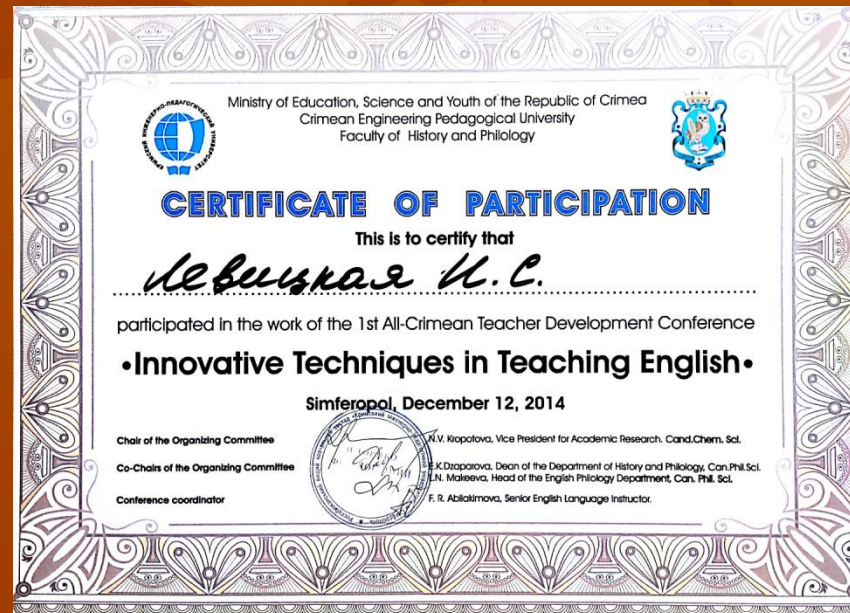 КРЫМСКИЙ ИНЖЕНЕРНО-ПЕДАГОГИЧЕСКИЙ УНИВЕРСИТЕТ
Ministry of Education, Science and Youth of the Republic of Crimea
Crimean Engineering Pedagogical University
Faculty of History and Philology
CERTIFICATE OF PARTICIPATION
This is to certify that
Левицкая И. С.
participated in the work of the 1st All-Crimean Teacher Development Conference
•Innovative Techniques in Teaching English•
Simferopol, December 12, 2014
Chair of the Organizing Committee N.V. Kropotova, Vice President for Academic Research. Cand.Chem. Sci.
Co-Chairs of the Organizing Committee .K.Dzaparova, Dean of the Department of History and Philology, Can.Phil.Sci.
.N. Makeeva, Head of the English Philology Department, Can. Phil. Sci.
Conference coordinator F. R. Abliakimova, Senior English Language Instructor.